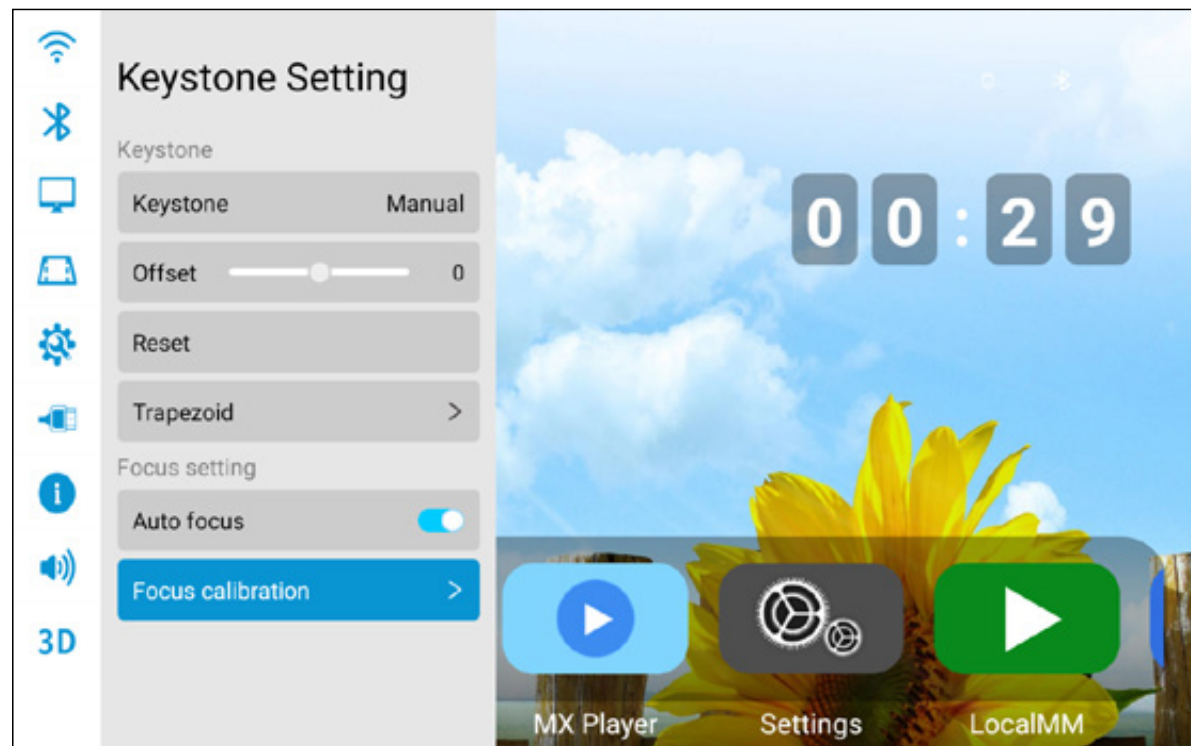 Keystone Setting
Keystone
Keystone Manual
Offset 0
Reset
Trapezoid >
Focus setting
Auto focus
Focus calibration >
3D
00:29
MX Player Settings LocalMM